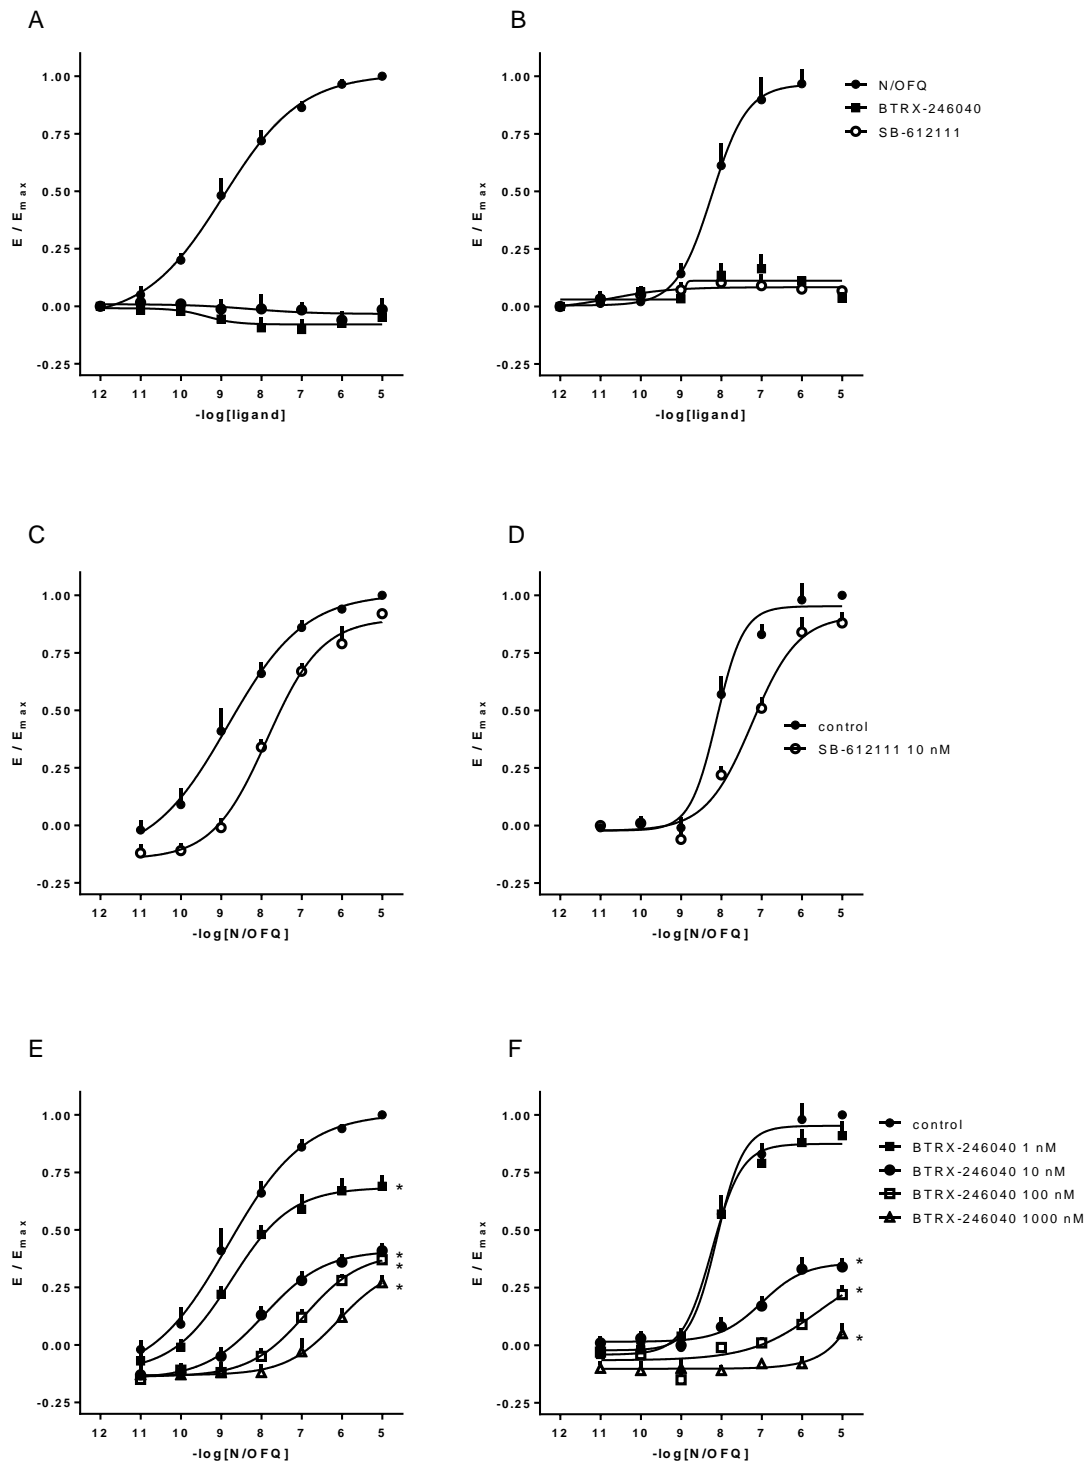 A
B
1.00
0.75
0.50
0.25
0.00
-0.25
E / Emax
12 11 10 9 8 7 6 5
-log[ligand]
1.00
0.75
0.50
0.25
0.00
-0.25
E / Emax
12 11 10 9 8 7 6 5
-log[ligand]
N/OFQ
BTRX-246040
SB-612111
C
D
1.00
0.75
0.50
0.25
0.00
-0.25
E / Emax
12 11 10 9 8 7 6 5
-log[N/OFQ]
1.00
0.75
0.50
0.25
0.00
-0.25
E / Emax
12 11 10 9 8 7 6 5
-log[N/OFQ]
control
SB-612111 10 nM
E
F
1.00
0.75
0.50
0.25
0.00
-0.25
E / Emax
*
*
*
*
12 11 10 9 8 7 6 5
-log[N/OFQ]
1.00
0.75
0.50
0.25
0.00
-0.25
E / Emax
*
*
*
12 11 10 9 8 7 6 5
-log[N/OFQ]
control
BTRX-246040 1 nM
BTRX-246040 10 nM
BTRX-246040 100 nM
BTRX-246040 1000 nM